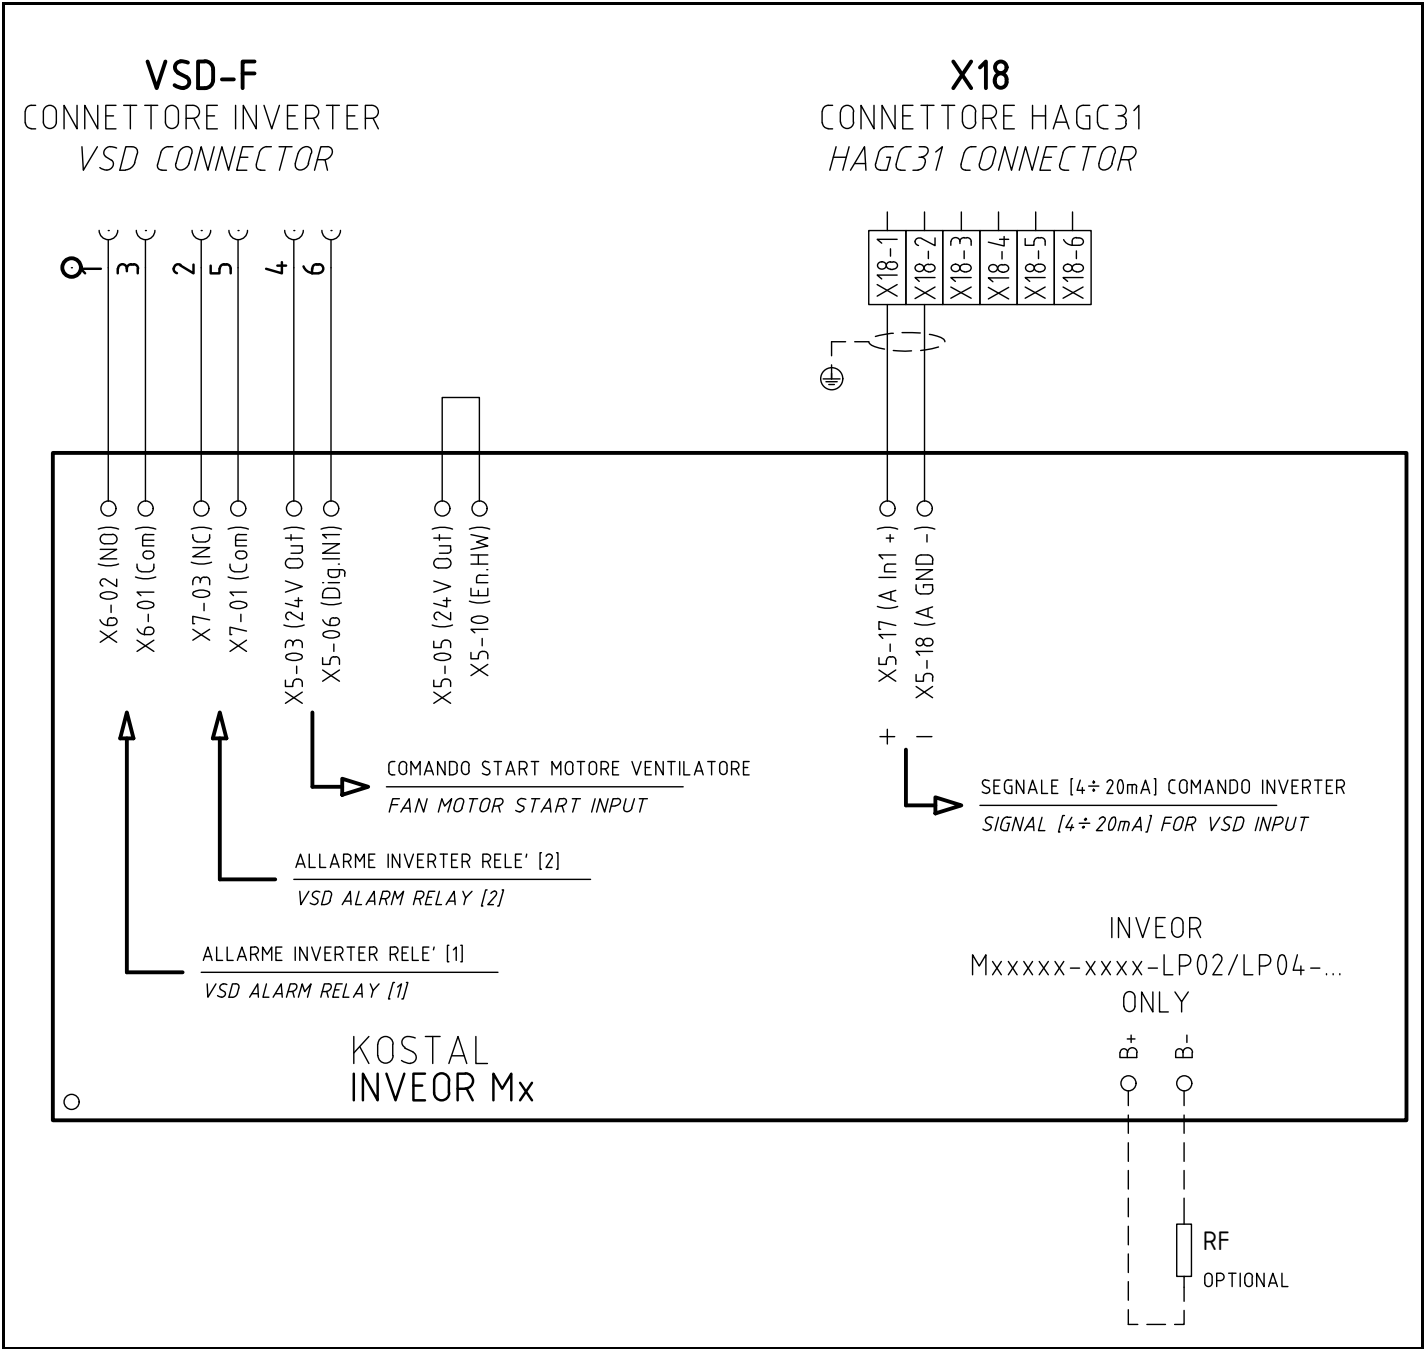 VSD-F
CONNETTORE INVERTER
VSD CONNECTOR
X18
CONNETTORE HAGC31
HAGC31 CONNECTOR
1
3
2
5
4
6
X18-1
X18-2
X18-3
X18-4
X18-5
X18-6
X6-02 (NO)
X6-01 (Com)
X7-03 (NC)
X7-01 (Com)
X5-03 (24V Out)
X5-06 (Dig.IN1)
X5-05 (24V Out)
X5-10 (En.HW)
X5-17 (A In1 +)
X5-18 (A GND -)
+ −
COMANDO START MOTORE VENTILATORE
FAN MOTOR START INPUT
SEGNALE [4÷20mA] COMANDO INVERTER
SIGNAL [4÷20mA] FOR VSD INPUT
ALLARME INVERTER RELE' [2]
VSD ALARM RELAY [2]
ALLARME INVERTER RELE' [1]
VSD ALARM RELAY [1]
INVEOR
Mxxxxx-xxxx-LP02/LP04-...
ONLY
B+
B-
KOSTAL
INVEOR Mx
RF
OPTIONAL